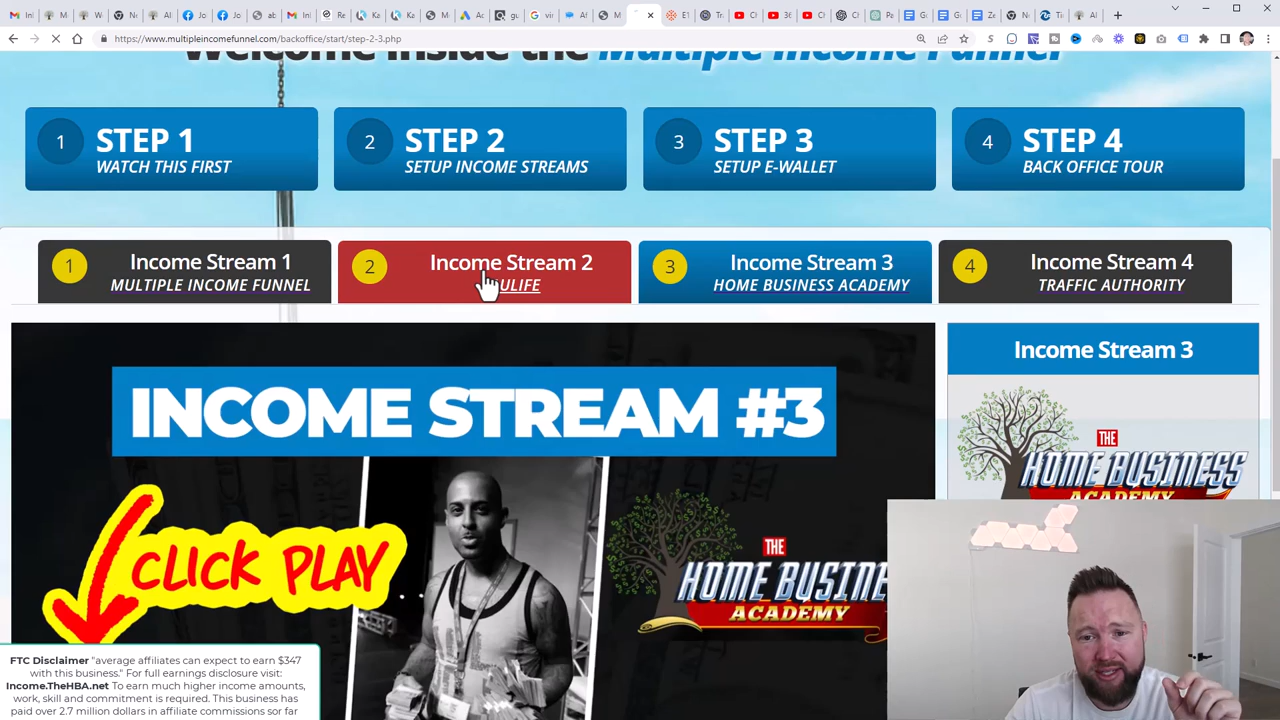 https://www.multipleincomefunnel.com/backoffice/start/step-2-3.php
Welcome Inside the Multiple Income Funnel
1 STEP 1
WATCH THIS FIRST
2 STEP 2
SETUP INCOME STREAMS
3 STEP 3
SETUP E-WALLET
4 STEP 4
BACK OFFICE TOUR
1 Income Stream 1
MULTIPLE INCOME FUNNEL
2 Income Stream 2
ULIFE
3 Income Stream 3
HOME BUSINESS ACADEMY
4 Income Stream 4
TRAFFIC AUTHORITY
INCOME STREAM #3
CLICK PLAY
THE
HOME BUSINE
ACADEMY
Income Stream 3
THE
HOME BUSINESS
ACADEMY
FTC Disclaimer "average affiliates can expect to earn $347
with this business." For full earnings disclosure visit:
Income.TheHBA.net To earn much higher income amounts,
work, skill and commitment is required. This business has
paid over 2.7 million dollars in affiliate commissions sor far